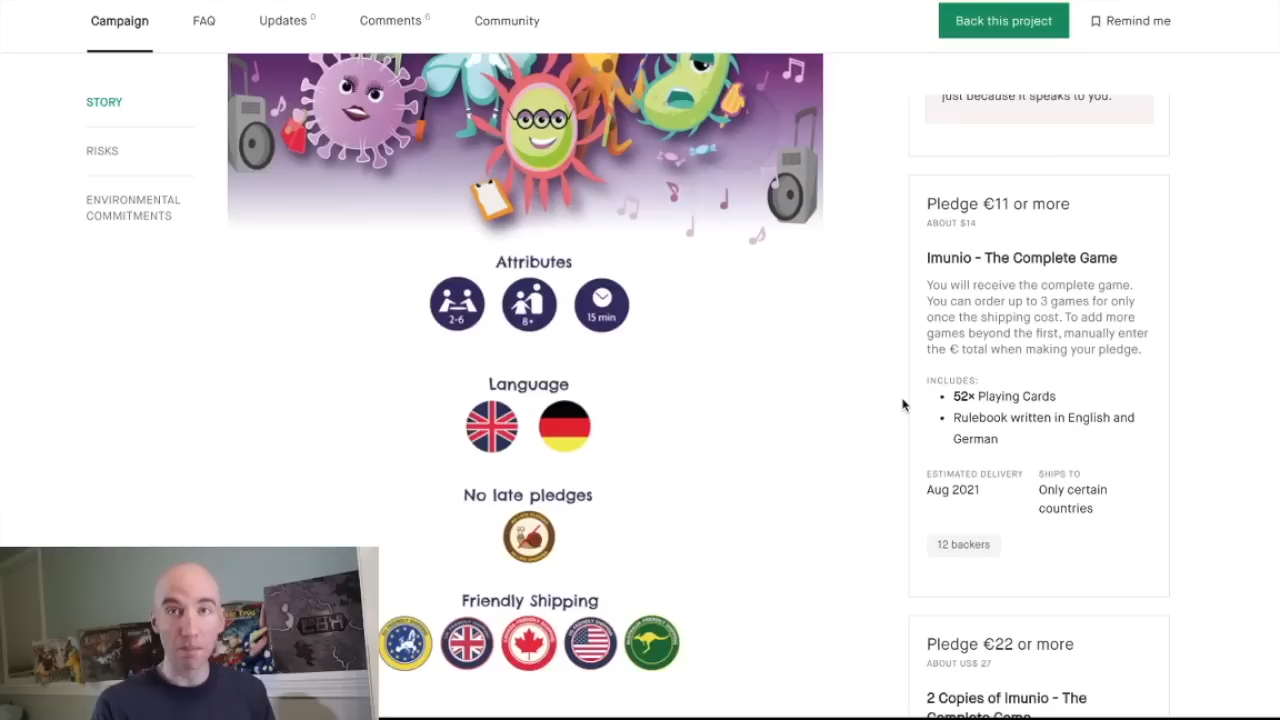 Campaign
FAQ
Updates 0
Comments 6
Community
Back this project
Remind me
STORY
RISKS
ENVIRONMENTAL
COMMITMENTS
just because it speaks to you.
Attributes
2-6
8+
15 min
Language
No late pledges
Friendly Shipping
Pledge €11 or more
ABOUT $14
Imunio - The Complete Game
You will receive the complete game.
You can order up to 3 games for only
once the shipping cost. To add more
games beyond the first, manually enter
the € total when making your pledge.
INCLUDES:
52× Playing Cards
Rulebook written in English and
German
ESTIMATED DELIVERY
Aug 2021
SHIPS TO
Only certain
countries
12 backers
Pledge €22 or more
ABOUT US$ 27
2 Copies of Imunio - The
Complete Game